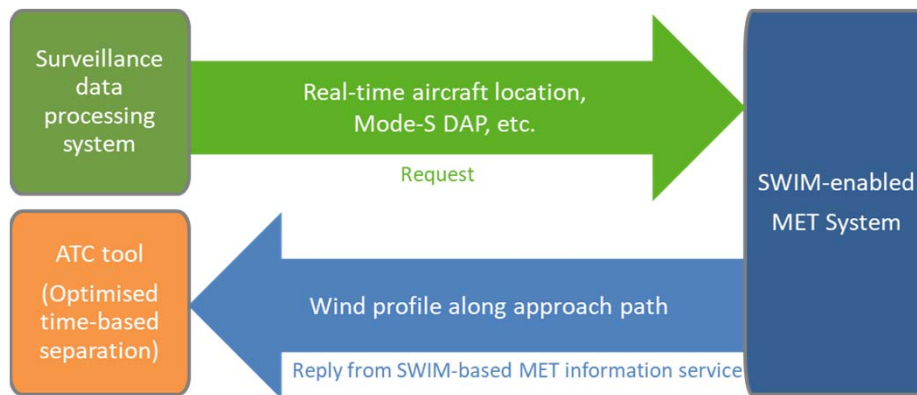 Surveillance
data
processing
system
Real-time aircraft location,
Mode-S DAP, etc.
Request
SWIM-enabled
MET System
ATC tool
(Optimised
time-based
separation)
Wind profile along approach path
Reply from SWIM-based MET information service